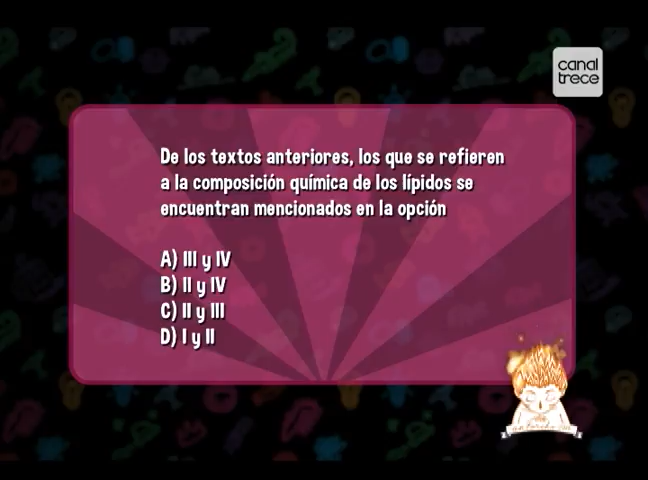 canal
trece
De los textos anteriores, los que se refieren
a la composición química de los lípidos se
encuentran mencionados en la opción
A) III y IV
B) II y IV
C) II y III
D) I y II